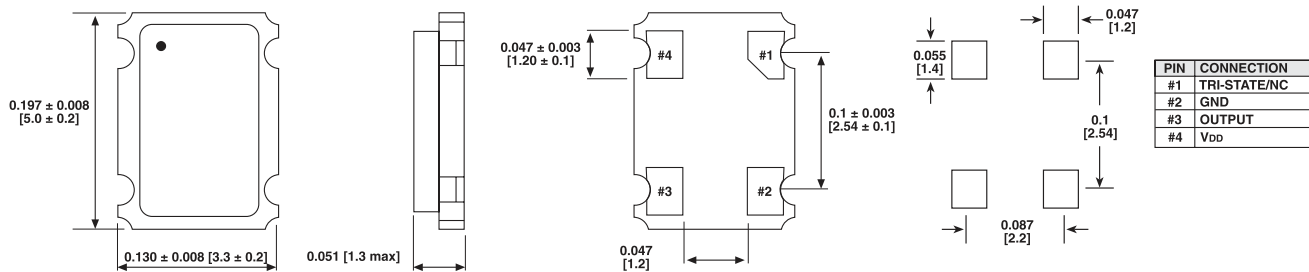 0.197 ± 0.008
[5.0 ± 0.2]
0.130 ± 0.008 [3.3 ± 0.2]
0.051 [1.3 max]
0.047 ± 0.003
[1.20 ± 0.1]
#4
#1
#3
#2
0.1 ± 0.003
[2.54 ± 0.1]
0.047
[1.2]
0.047
[1.2]
0.055
[1.4]
0.1
[2.54]
0.087
[2.2]
PIN CONNECTION
#1 TRI-STATE/NC
#2 GND
#3 OUTPUT
#4 VDD